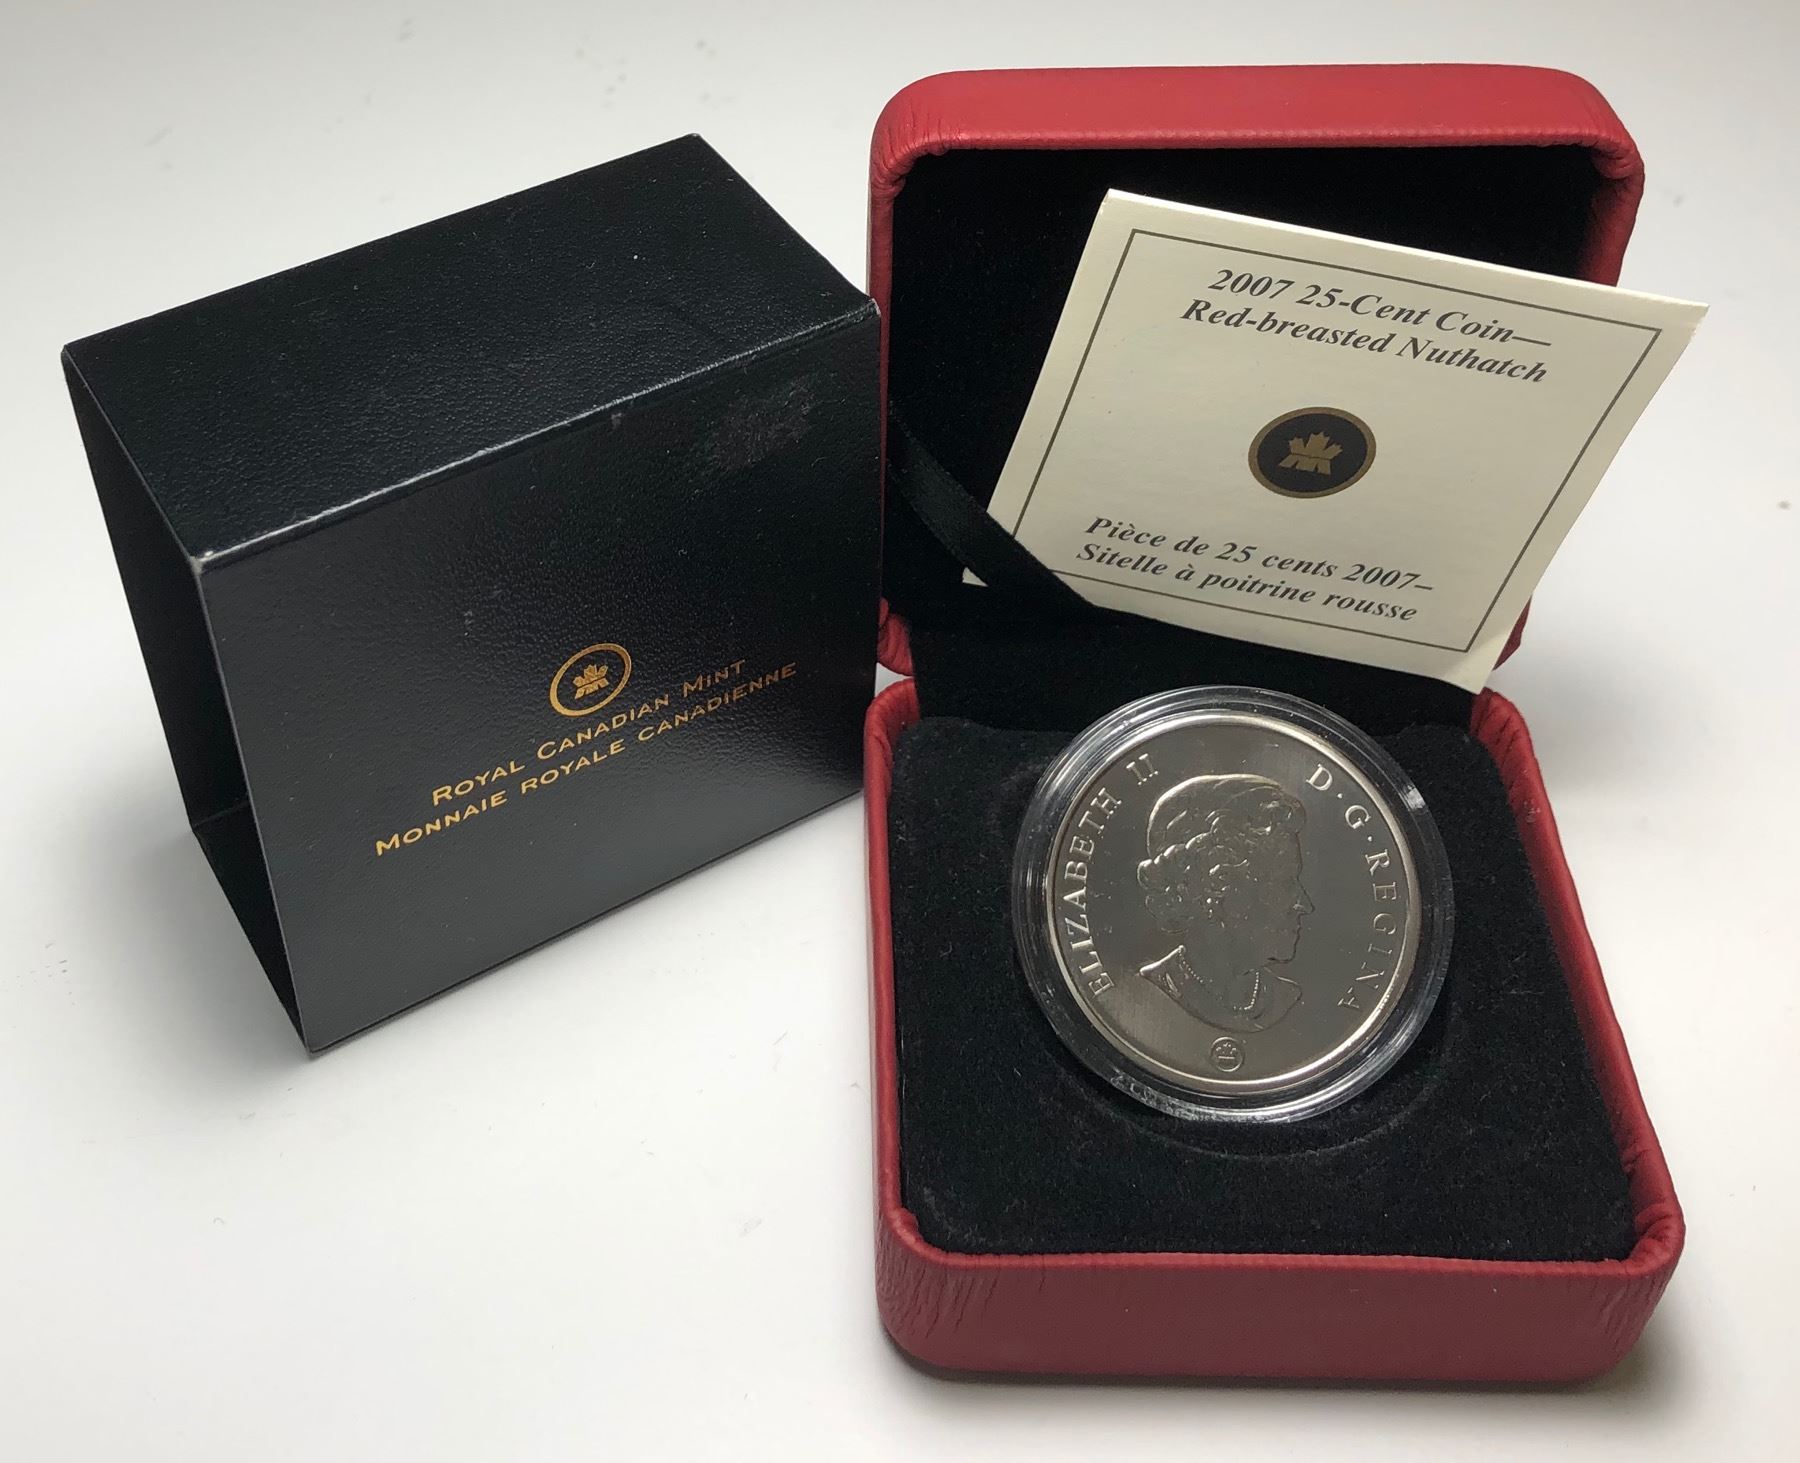 ROYAL CANADIAN MINT
MONNAIE ROYALE CANADIENNE
2007 25-Cent Coin—
Red-breasted Nuthatch
Pièce de 25 cents 2007–
Sitelle à poitrine rousse
ELIZABETH II D·G·REGINA